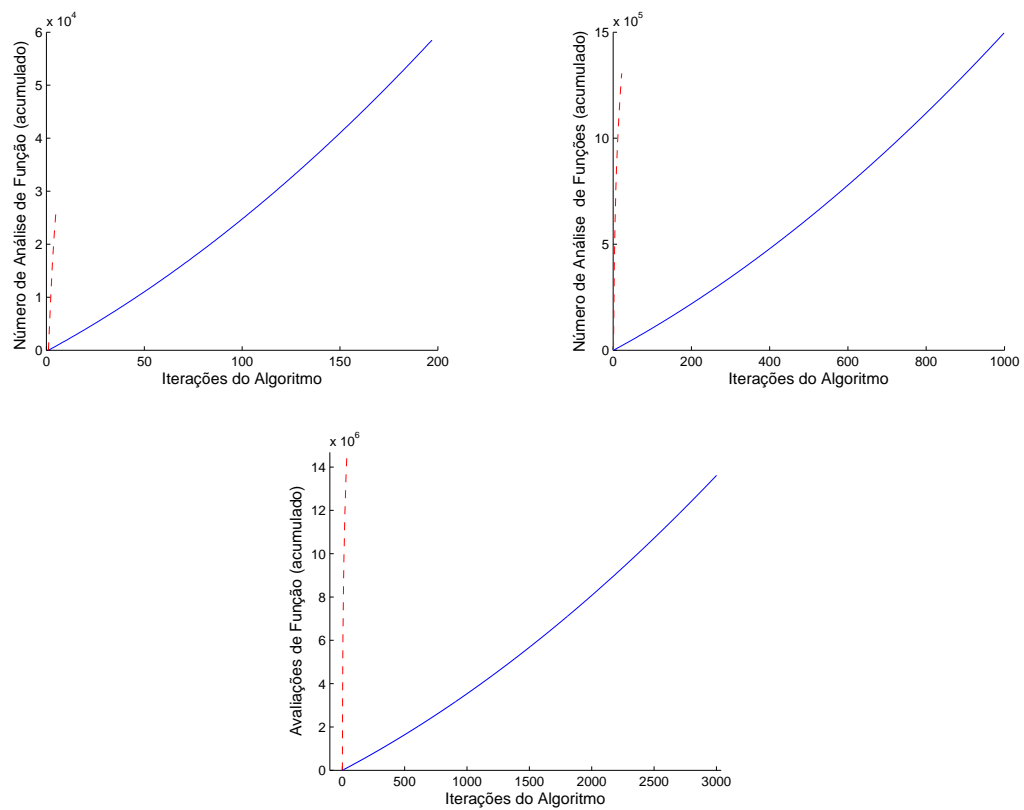 x 10^4
6
5
4
3
2
1
0
Número de Análise de Função (acumulado)
0 50 100 150 200
Iterações do Algoritmo
x 10^5
15
10
5
0
Número de Análise de Funções (acumulado)
0 200 400 600 800 1000
Iterações do Algoritmo
x 10^6
14
12
10
8
6
4
2
0
Avaliações de Função (acumulado)
0 500 1000 1500 2000 2500 3000
Iterações do Algoritmo